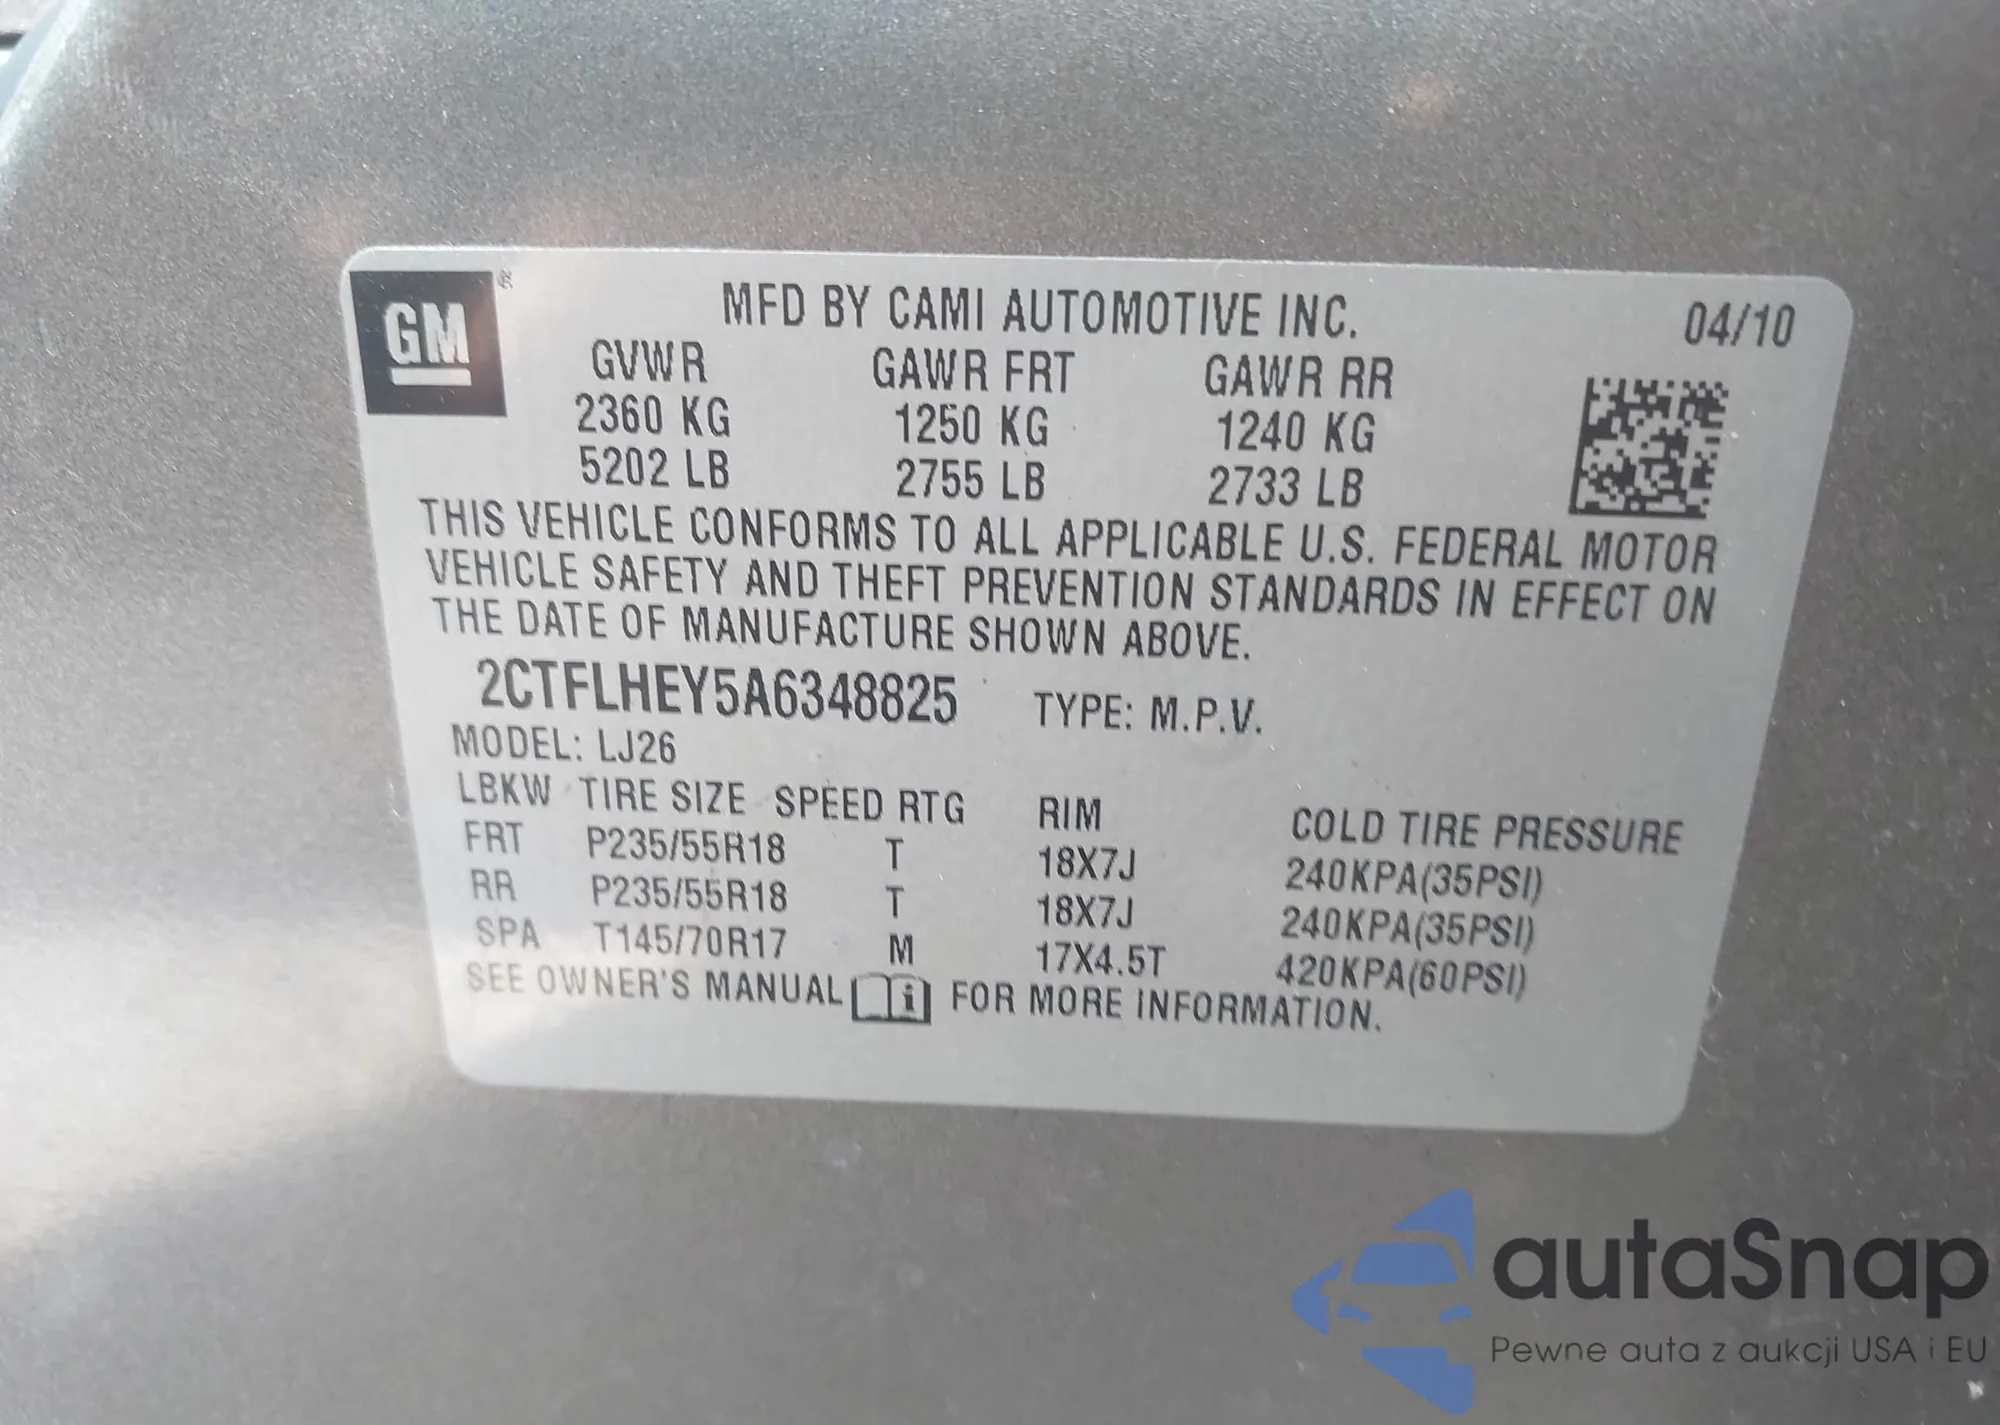 GM ®
MFD BY CAMI AUTOMOTIVE INC. 04/10
GVWR GAWR FRT GAWR RR
2360 KG 1250 KG 1240 KG
5202 LB 2755 LB 2733 LB
THIS VEHICLE CONFORMS TO ALL APPLICABLE U.S. FEDERAL MOTOR
VEHICLE SAFETY AND THEFT PREVENTION STANDARDS IN EFFECT ON
THE DATE OF MANUFACTURE SHOWN ABOVE.
2CTFLHEY5A6348825 TYPE: M.P.V.
MODEL: LJ26
LBKW TIRE SIZE SPEED RTG RIM COLD TIRE PRESSURE
FRT P235/55R18 T 18X7J 240KPA(35PSI)
RR P235/55R18 T 18X7J 240KPA(35PSI)
SPA T145/70R17 M 17X4.5T 420KPA(60PSI)
SEE OWNER'S MANUAL i FOR MORE INFORMATION.
autaSnap
Pewne auta z aukcji USA i EU